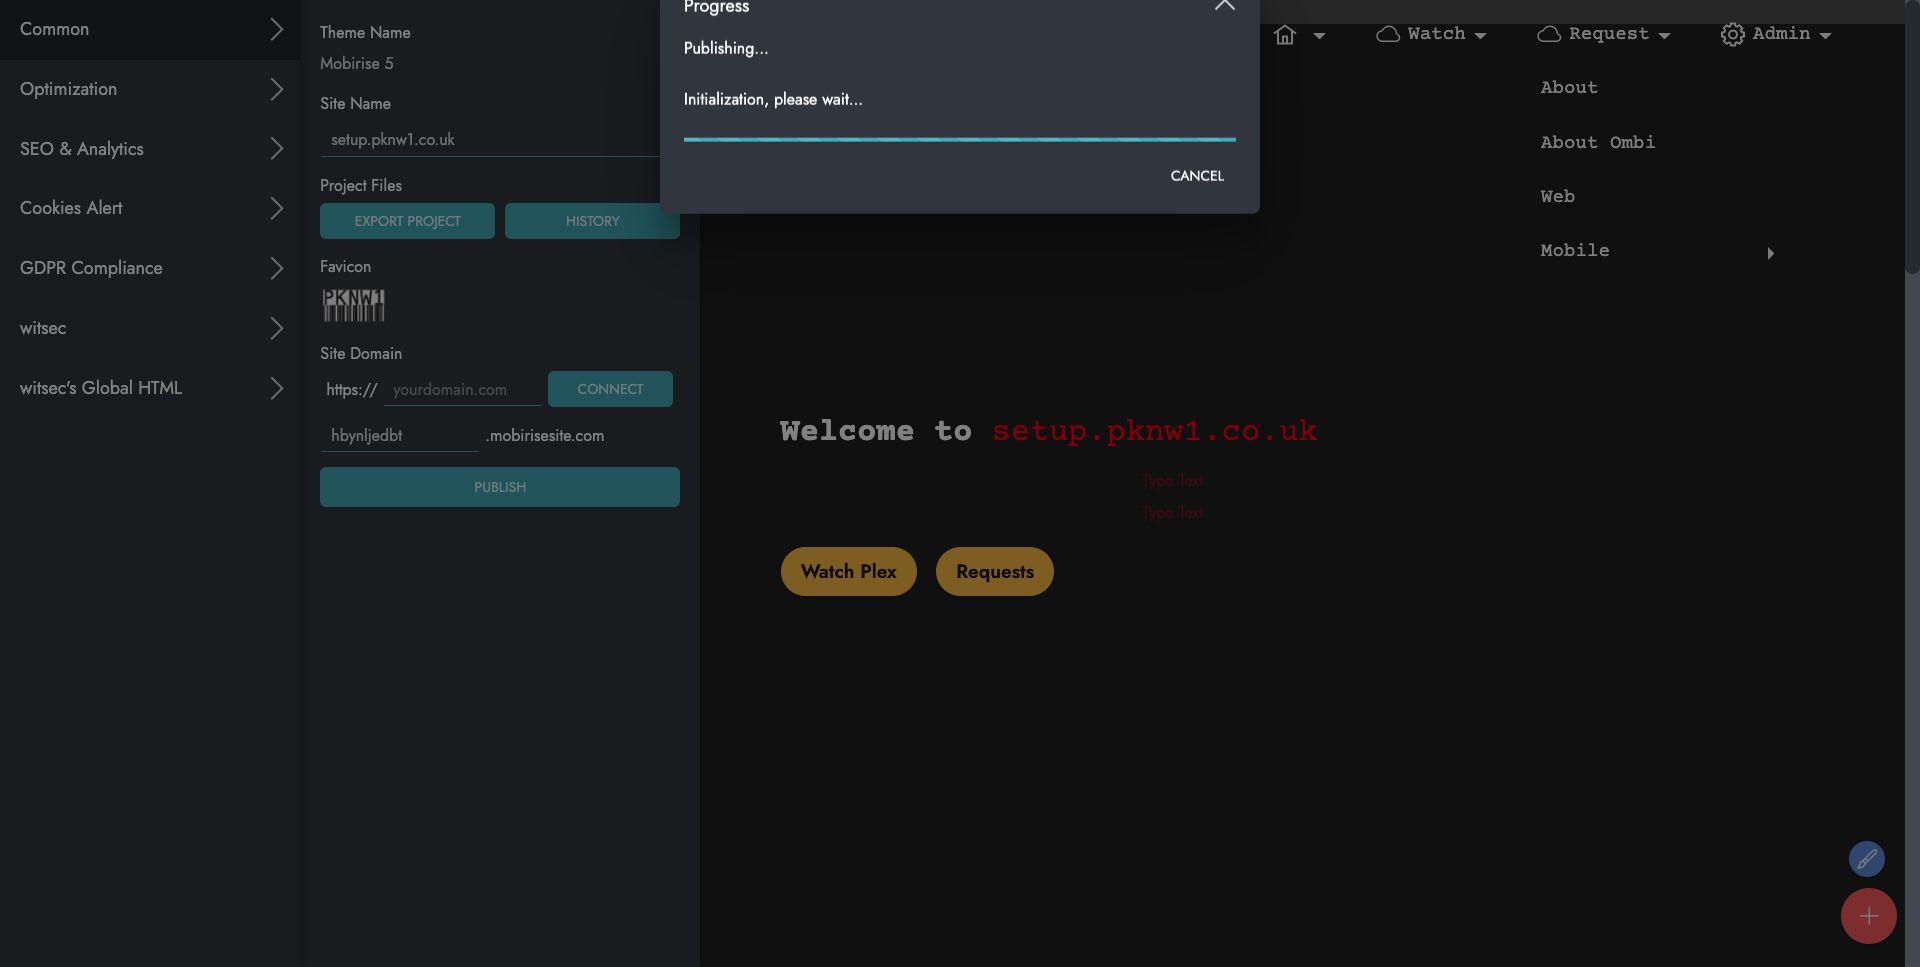 Common
Optimization
SEO & Analytics
Cookies Alert
GDPR Compliance
witsec
witsec's Global HTML
Theme Name
Mobirise 5
Site Name
setup.pknw1.co.uk
Project Files
EXPORT PROJECT
HISTORY
Favicon
PKNW1
Site Domain
https:// yourdomain.com CONNECT
hbynljedbt .mobirisesite.com
PUBLISH
Progress
Publishing...
Initialization, please wait...
CANCEL
Watch
Request
Admin
About
About Ombi
Web
Mobile
Welcome to setup.pknw1.co.uk
Type Text
Type Text
Watch Plex
Requests